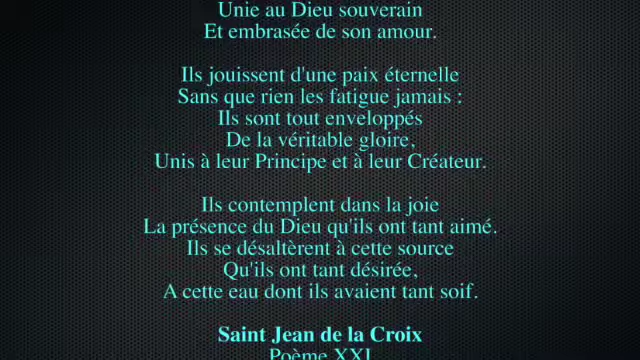 Unie au Dieu souverain
Et embrasée de son amour.
Ils jouissent d'une paix éternelle
Sans que rien les fatigue jamais :
Ils sont tout enveloppés
De la véritable gloire,
Unis à leur Principe et à leur Créateur.
Ils contemplent dans la joie
La présence du Dieu qu'ils ont tant aimé.
Ils se désaltèrent à cette source
Qu'ils ont tant désirée,
A cette eau dont ils avaient tant soif.
Saint Jean de la Croix
Poème XXI